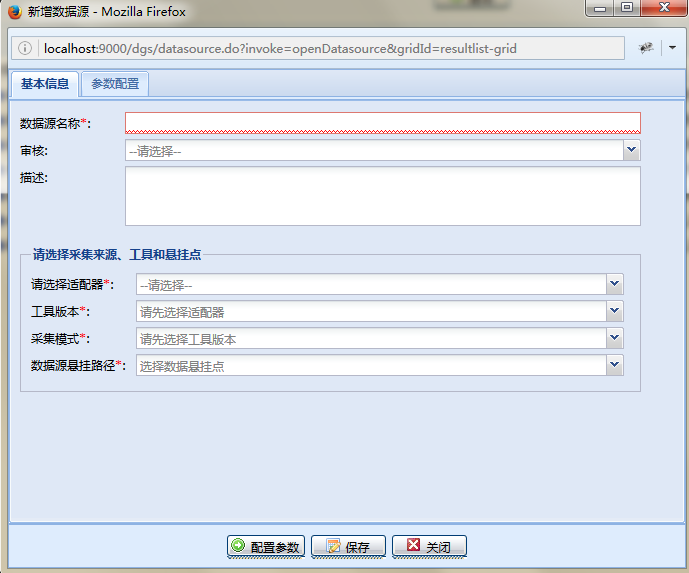 新增数据源 - Mozilla Firefox
localhost:9000/dgs/datasource.do?invoke=openDatasource&gridId=resultlist-grid
基本信息 参数配置
数据源名称*:
审核: --请选择--
描述:
请选择采集来源、工具和悬挂点
请选择适配器*: --请选择--
工具版本*: 请先选择适配器
采集模式*: 请先选择工具版本
数据源悬挂路径*: 选择数据悬挂点
配置参数 保存 关闭